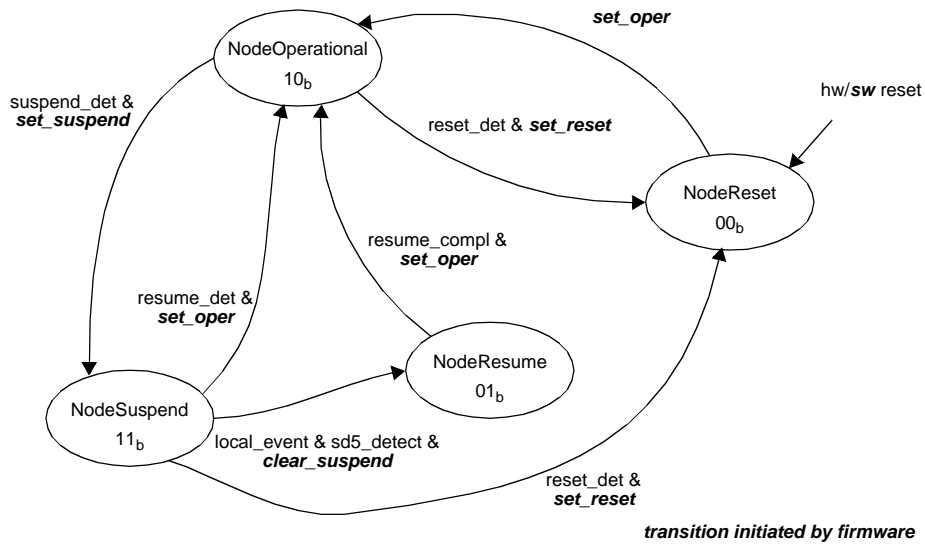 set_oper
NodeOperational
10b
hw/sw reset
suspend_det &
set_suspend
reset_det & set_reset
NodeReset
00b
resume_compl &
set_oper
resume_det &
set_oper
NodeResume
01b
NodeSuspend
11b
local_event & sd5_detect &
clear_suspend
reset_det &
set_reset
transition initiated by firmware